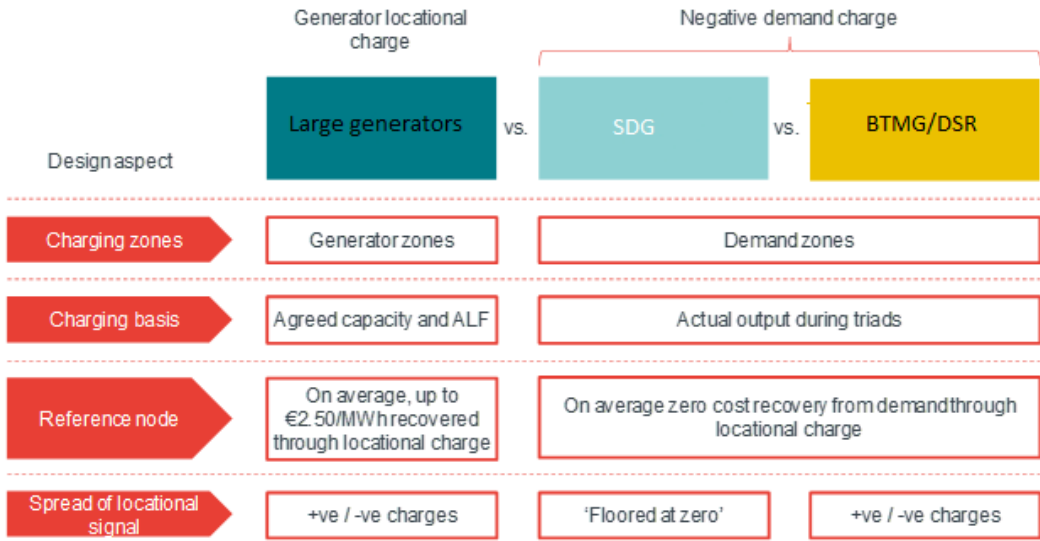 Generator locational
charge
Negative demand charge
Large generators
vs.
SDG
vs.
BTMG/DSR
Design aspect
Charging zones
Generator zones
Demand zones
Charging basis
Agreed capacity and ALF
Actual output during triads
Reference node
On average, up to
€2.50/MWh recovered
through locational charge
On average zero cost recovery from demand through
locational charge
Spread of locational
signal
+ve / -ve charges
'Floored at zero'
+ve / -ve charges